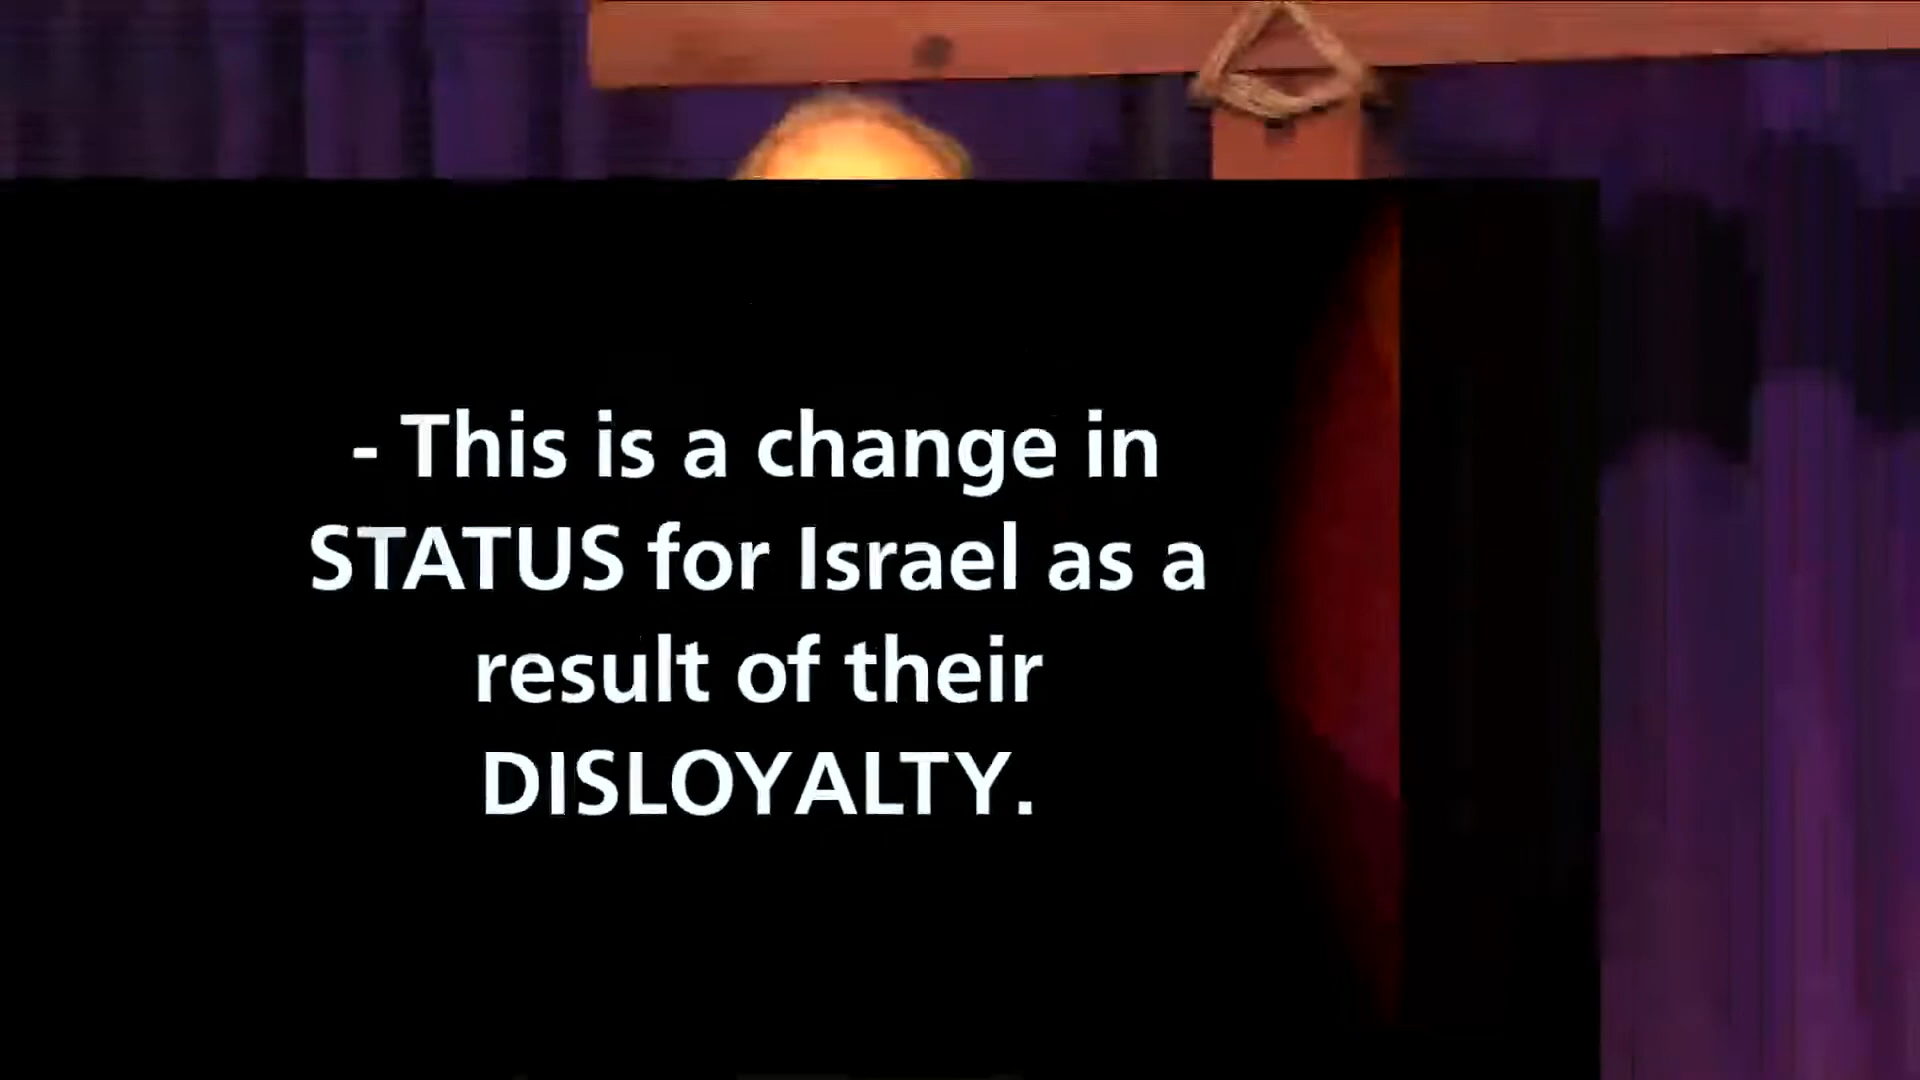 - This is a change in
STATUS for Israel as a
result of their
DISLOYALTY.